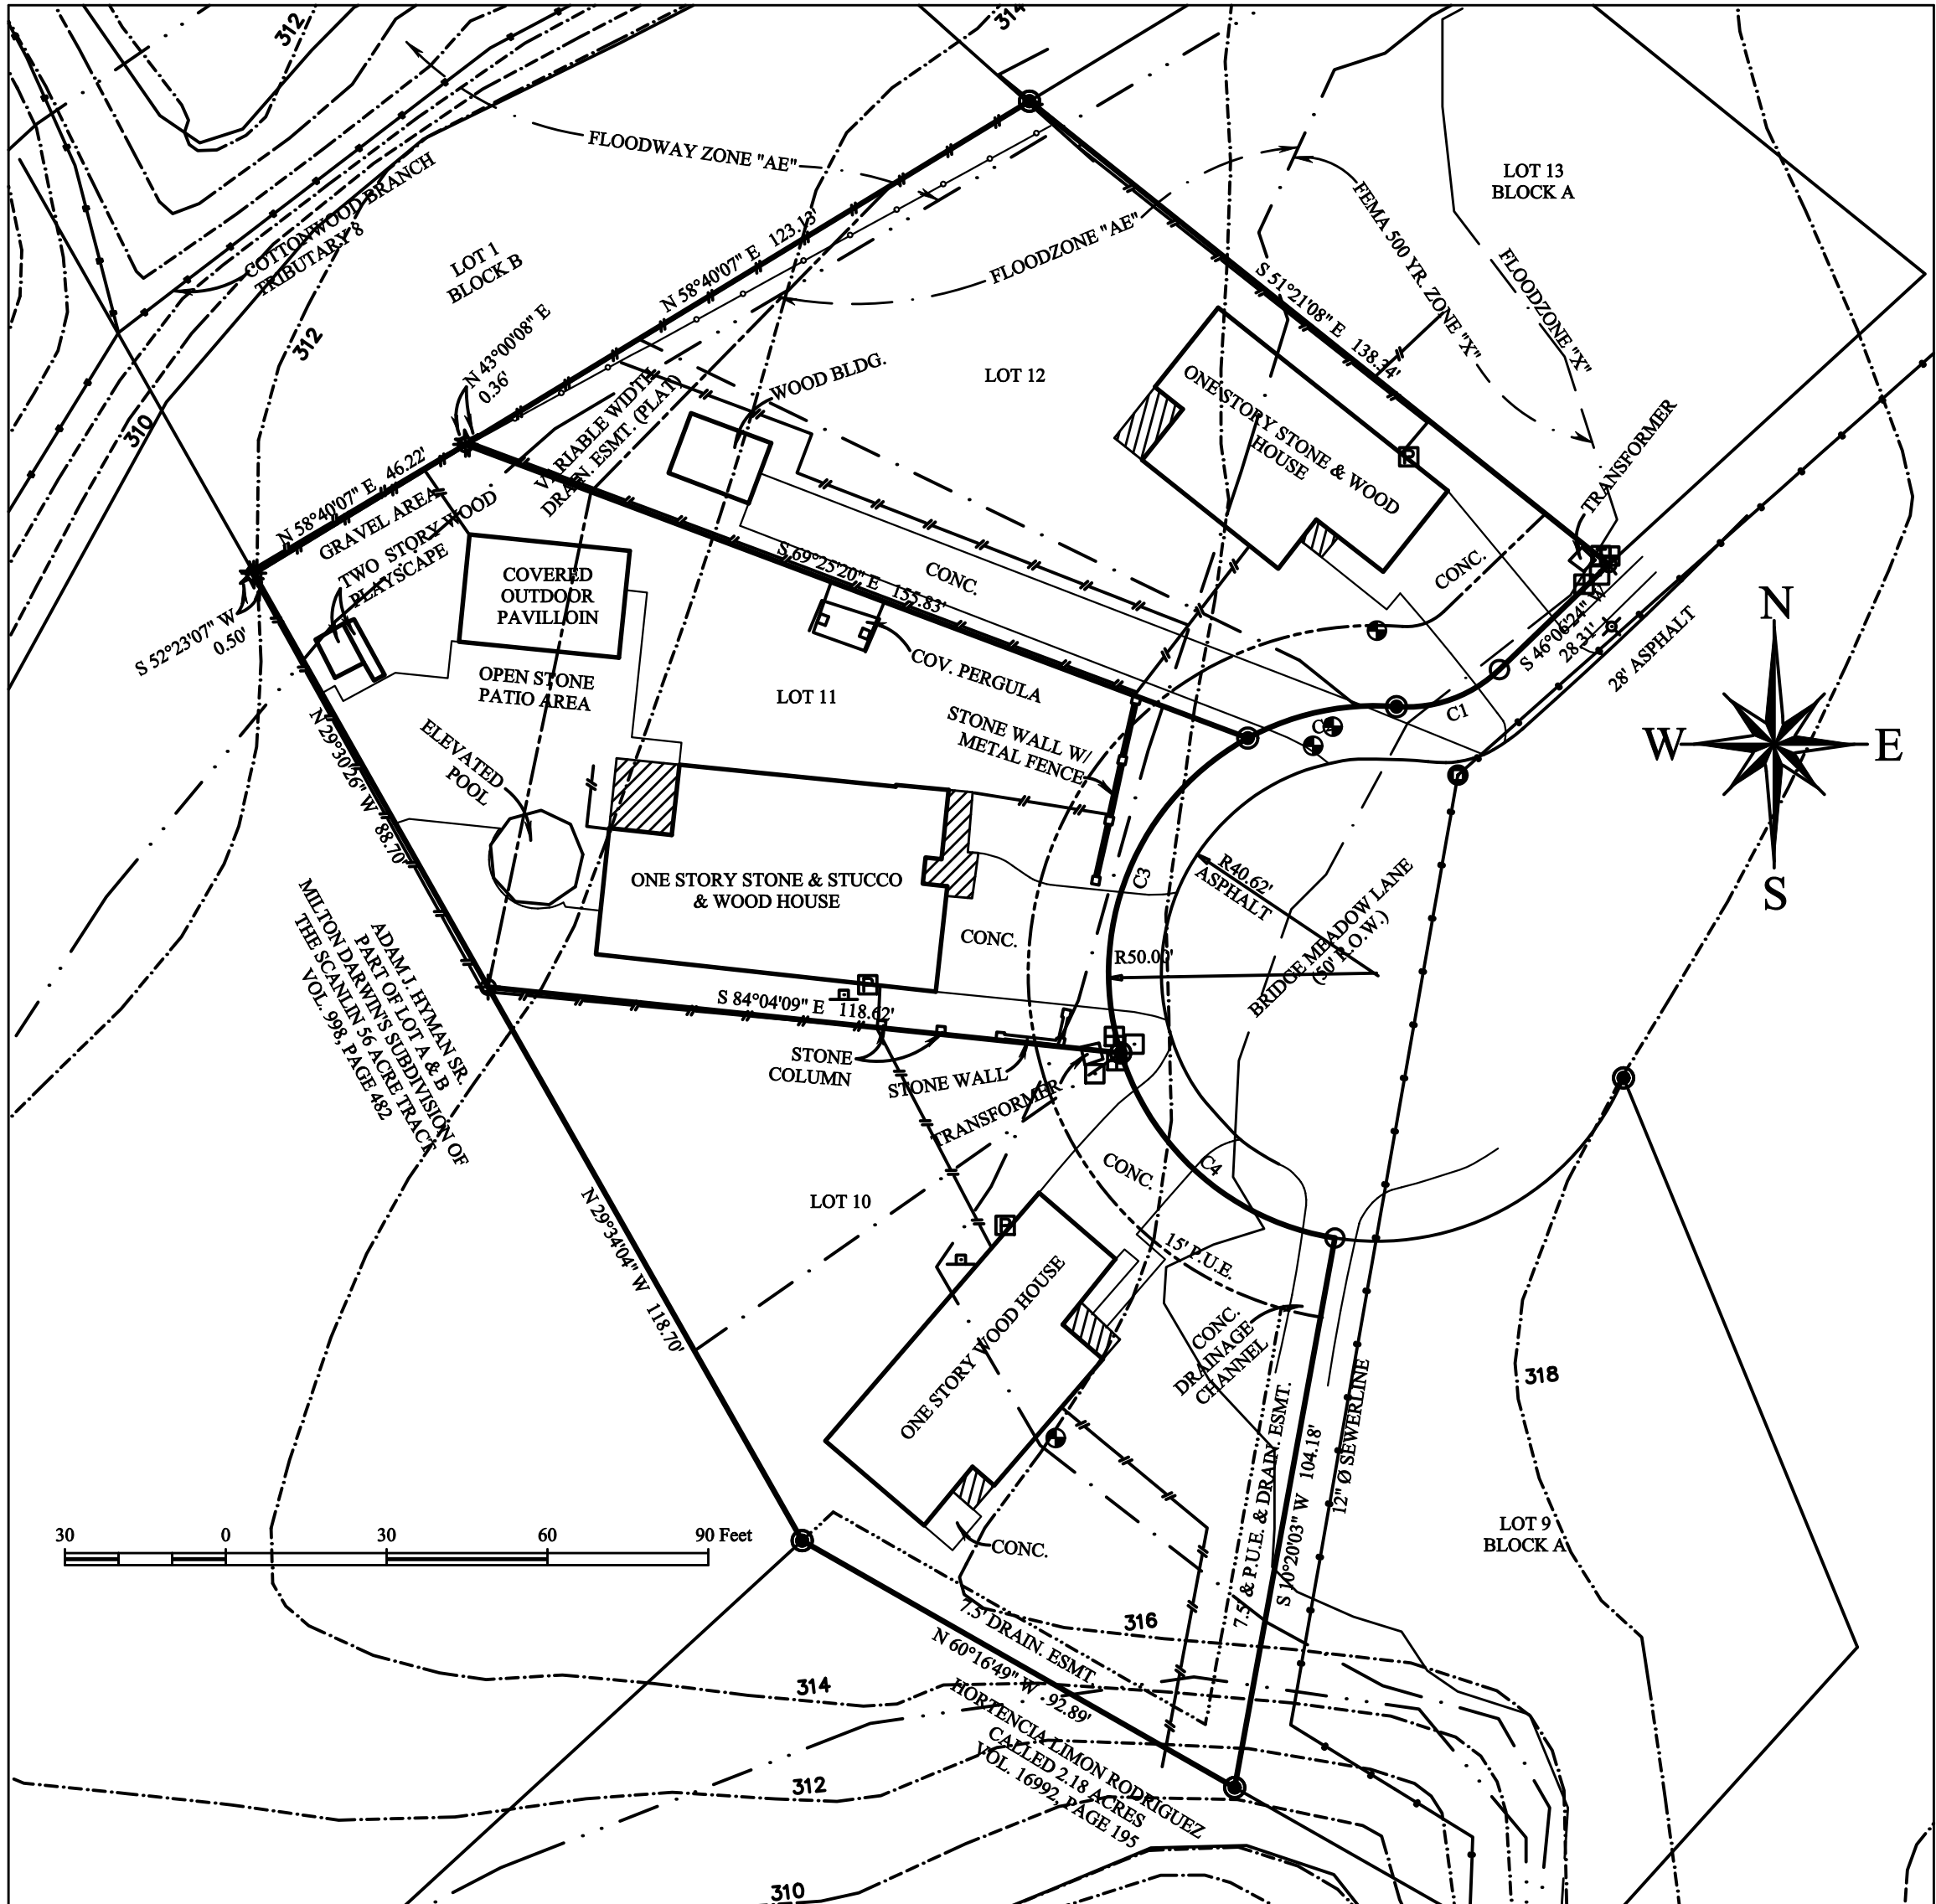 312
314
FLOODWAY ZONE "AE"
LOT 13
BLOCK A
COTTONWOOD BRANCH
TRIBUTARY 8
LOT 1
BLOCK B
N 58°40'07" E 123.13'
FLOODZONE "AE"
FEMA 500 YR. ZONE "X"
FLOODZONE "X"
S 51°21'08" E 138.34'
312
N 43°00'08" E
0.36'
310
WOOD BLDG.
LOT 12
VARIABLE WIDTH
DRAIN. ESMT. (PLAT)
ONE STORY STONE & WOOD
HOUSE
TRANSFORMER
N 58°40'07" E 46.22'
GRAVEL AREA
TWO STORY WOOD
PLAYSCAPE
COVERED
OUTDOOR
PAVILLOIN
S 69°25'20" E 155.83'
CONC.
CONC.
S 52°23'07" W
0.50'
S 46°06'24" W
28.31'
28' ASPHALT
N
W
E
S
OPEN STONE
PATIO AREA
LOT 11
COV. PERGULA
C1
STONE WALL W/
METAL FENCE
ELEVATED
POOL
N 29°30'26" W 88.70'
ONE STORY STONE & STUCCO
& WOOD HOUSE
C3
R40.62'
ASPHALT
CONC.
R50.00'
BRIDGE MEADOW LANE
(50' R.O.W.)
ADAM J. HYMAN SR.
PART OF LOT A & B
MILTON DARWIN'S SUBDIVISION OF
THE SCANLIN 56 ACRE TRACT
VOL. 998, PAGE 482
S 84°04'09" E 118.62'
P
STONE
COLUMN
STONE WALL
TRANSFORMER
CONC.
C4
LOT 10
N 29°34'04" W 118.70'
P
15' P.U.E.
ONE STORY WOOD HOUSE
CONC.
DRAINAGE
CHANNEL
318
7.5' & P.U.E. & DRAIN. ESMT.
S 10°20'03" W 104.18'
12" Ø SEWERLINE
LOT 9
BLOCK A
30 0 30 60 90 Feet
CONC.
316
7.5' DRAIN. ESMT.
N 60°16'49" W 92.89'
314
HORTENCIA LIMON RODRIGUEZ
CALLED 2.18 ACRES
VOL. 16992, PAGE 195
312
310